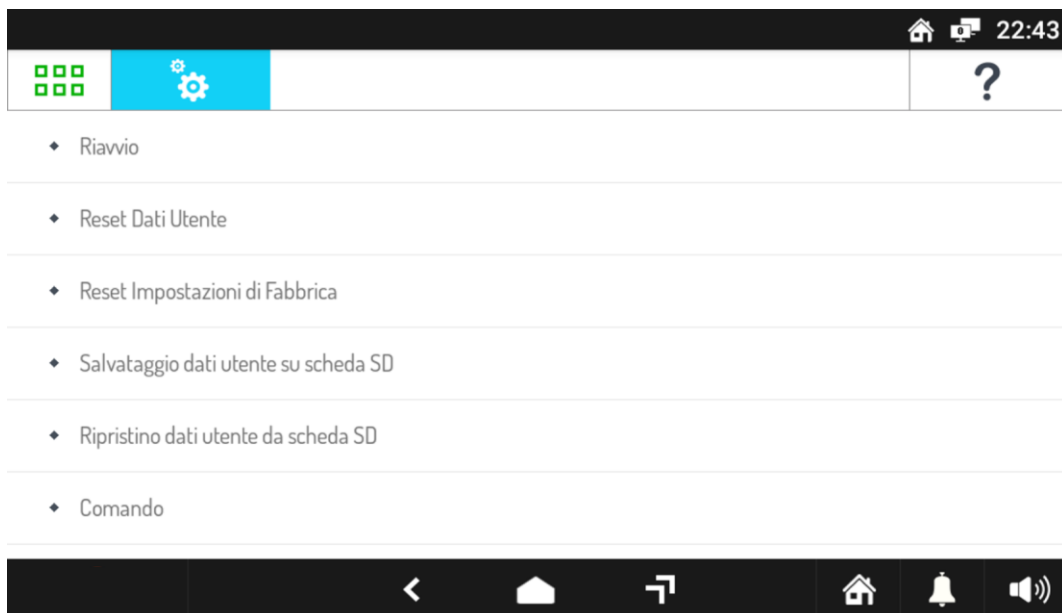 22:43
?
Riavvio
Reset Dati Utente
Reset Impostazioni di Fabbrica
Salvataggio dati utente su scheda SD
Ripristino dati utente da scheda SD
Comando